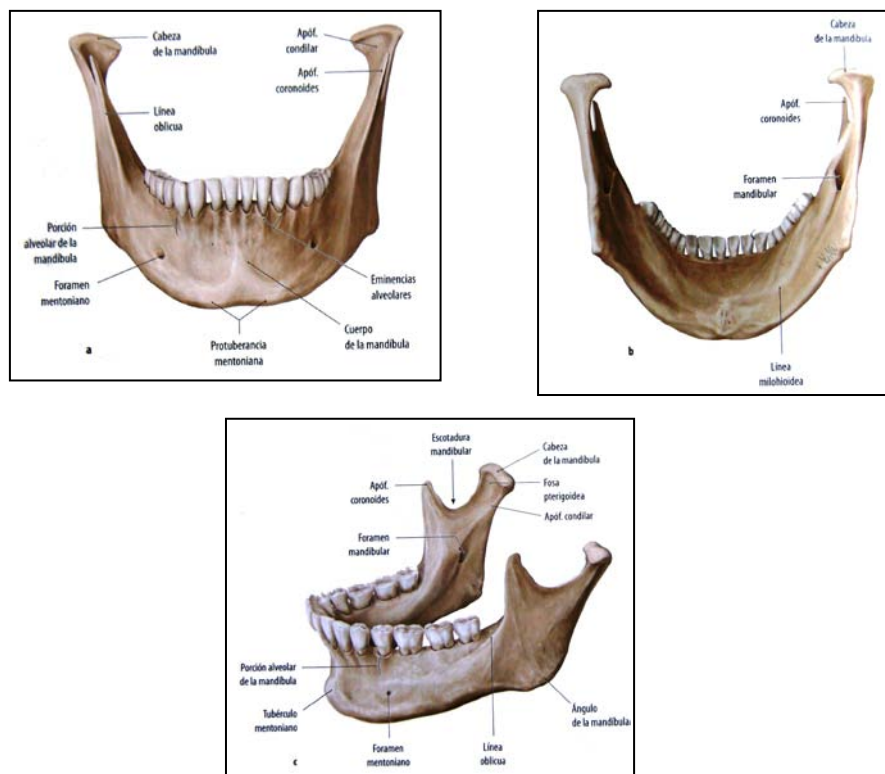 Cabeza
de la mandíbula
Apóf.
condilar
Apóf.
coronoides
Línea
oblicua
Porción
alveolar de la
mandíbula
Foramen
mentoniano
Eminencias
alveolares
Protuberancia
mentoniana
Cuerpo
de la mandíbula
a
Cabeza
de la mandíbula
Apóf.
coronoides
Foramen
mandibular
Línea
milohioidea
b
Escotadura
mandibular
Cabeza
de la mandíbula
Apóf.
coronoides
Fosa
pterigoidea
Apóf. condilar
Foramen
mandibular
Porción alveolar
de la mandíbula
Tubérculo
mentoniano
Foramen
mentoniano
Línea
oblicua
Ángulo
de la mandíbula
c